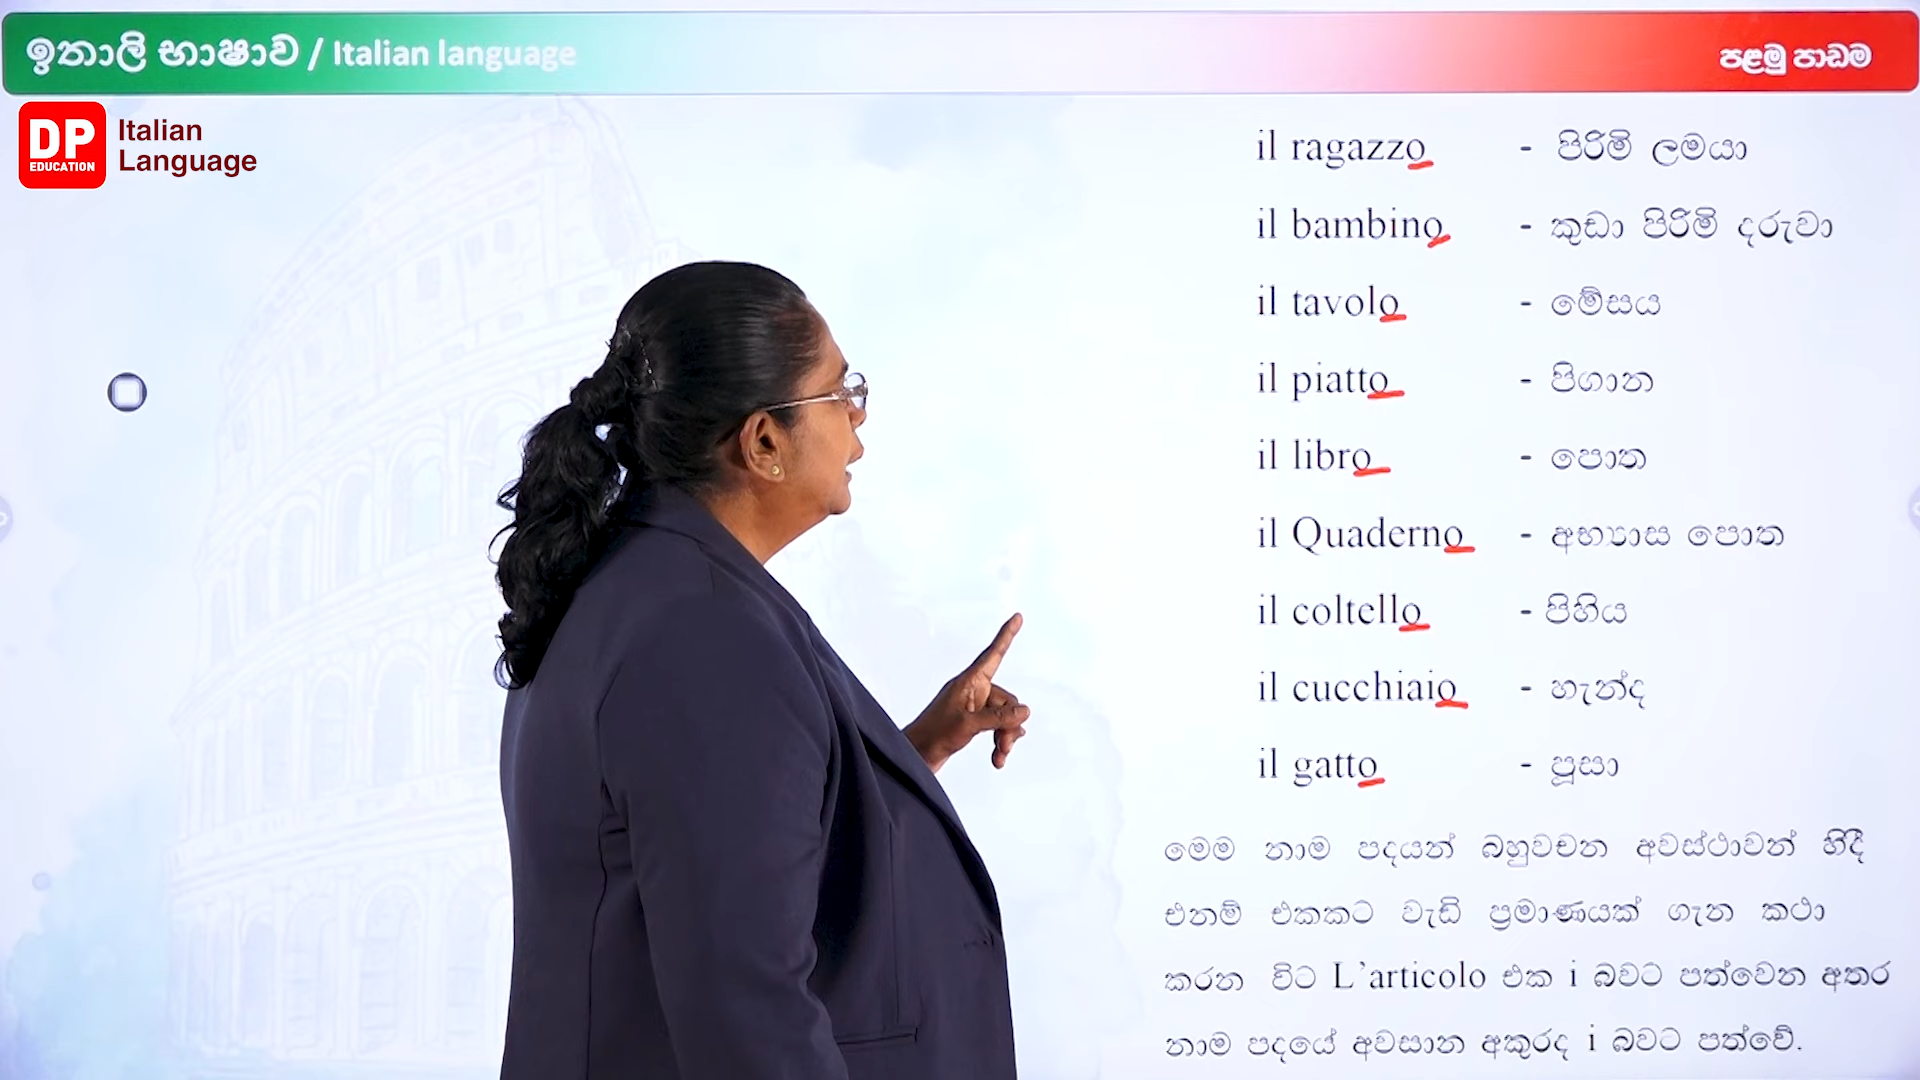 ඉතාලි භාෂාව / Italian language
පළමු පාඩම
DP EDUCATION
Italian
Language
il ragazzo - පිරිමි ලමයා
il bambino - කුඩා පිරිමි දරුවා
il tavolo - මේසය
il piatto - පිගාන
il libro - පොත
il Quaderno - අභ්‍යාස පොත
il coltello - පිහිය
il cucchiaio - හැන්ද
il gatto - පූසා
මෙම නාම පදයන් බහුවචන අවස්ථාවන් හිදී
එනම් එකකට වැඩි ප්‍රමාණයක් ගැන කථා
කරන විට L’articolo එක i බවට පත්වෙන අතර
නාම පදයේ අවසාන අකුරද i බවට පත්වේ.